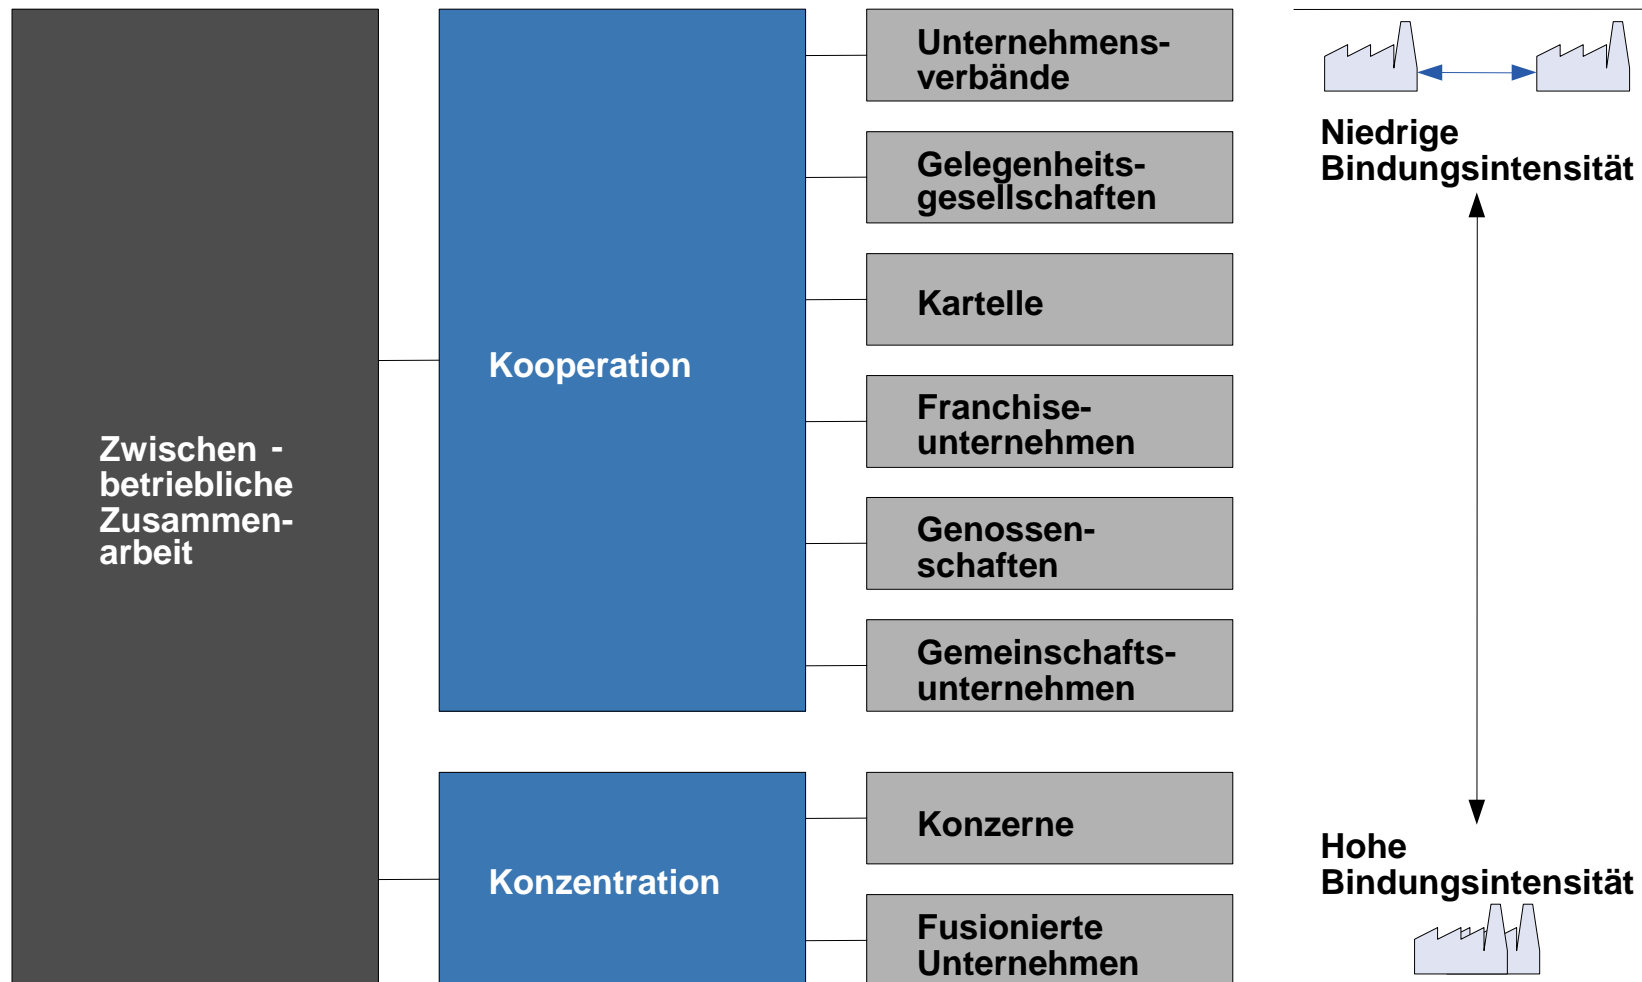 Zwischen -
betriebliche
Zusammen-
arbeit
Kooperation
Unternehmens-
verbände
Gelegenheits-
gesellschaften
Kartelle
Franchise-
unternehmen
Genossen-
schaften
Gemeinschafts-
unternehmen
Konzentration
Konzerne
Fusionierte
Unternehmen
Niedrige
Bindungsintensität
Hohe
Bindungsintensität